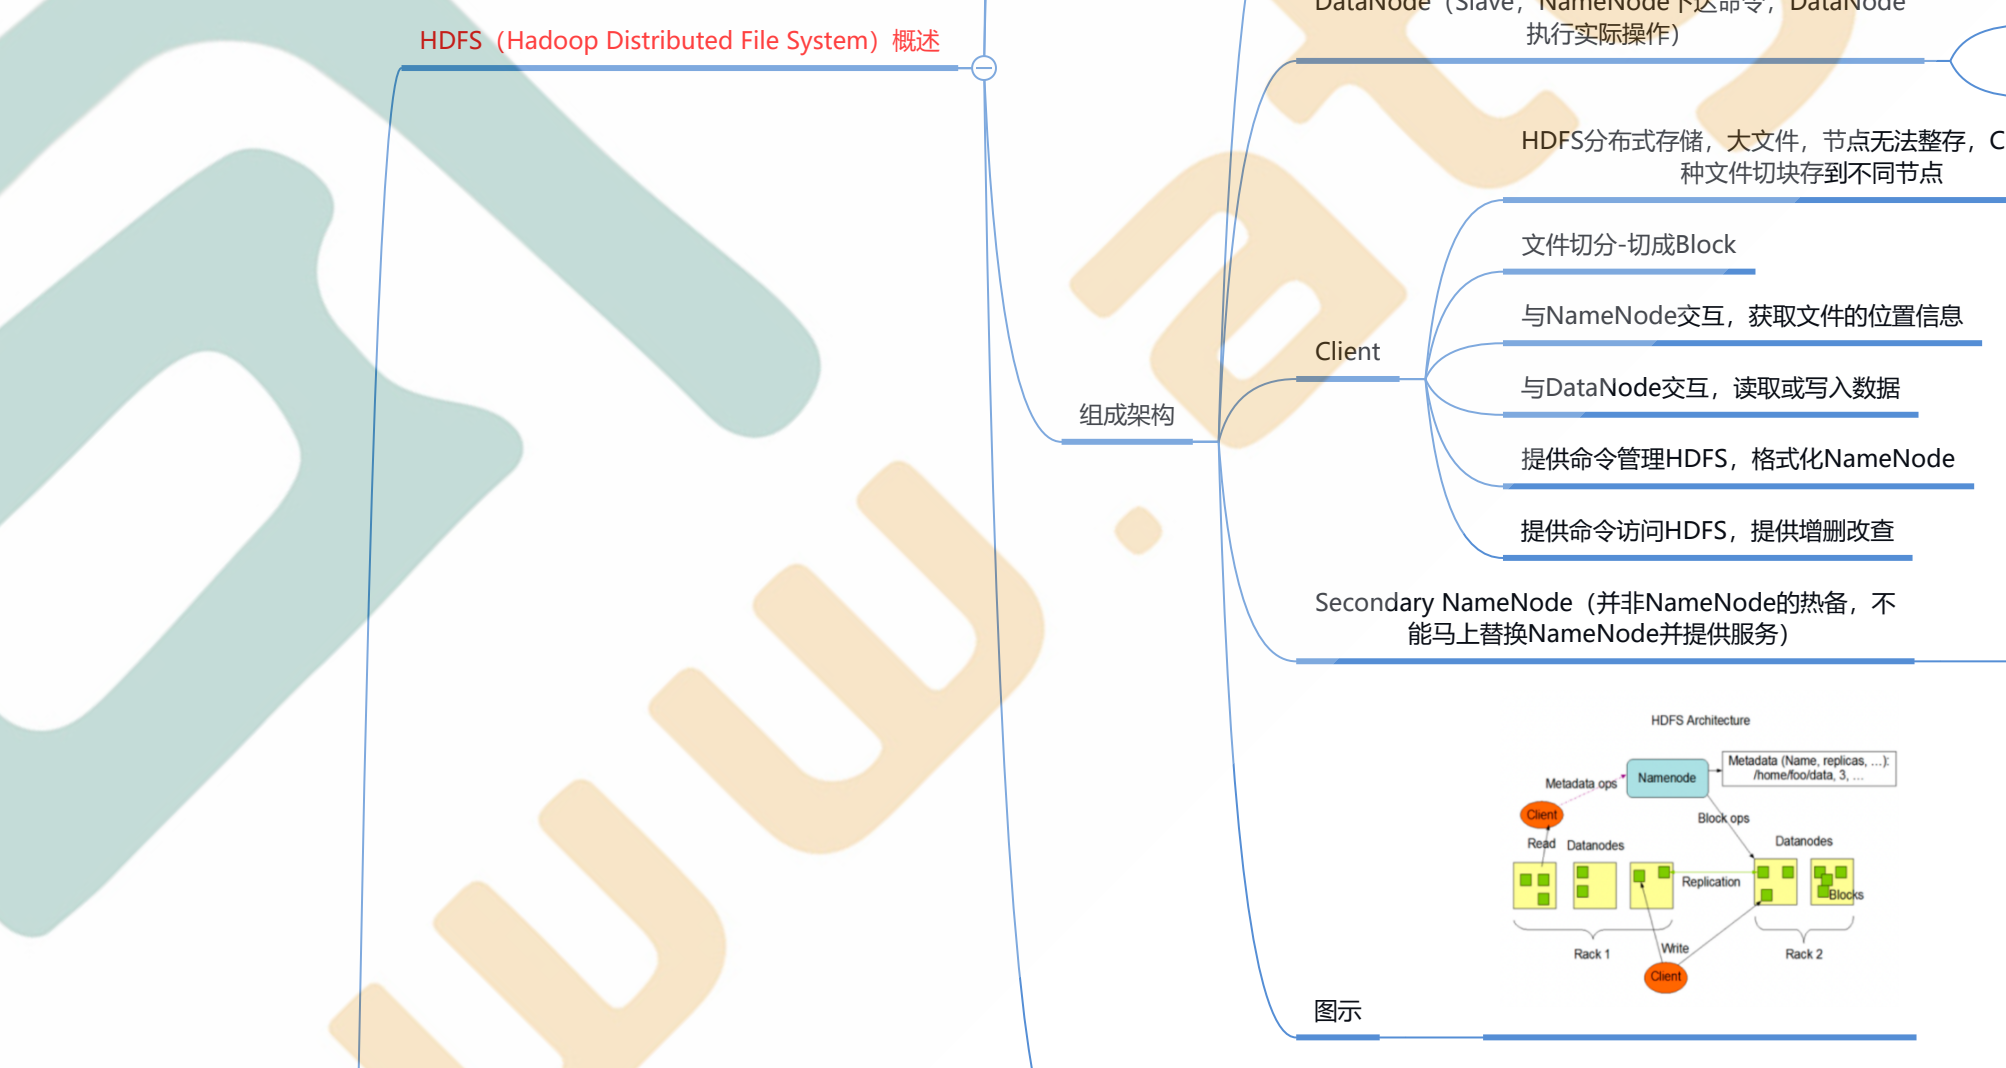 HDFS（Hadoop Distributed File System）概述
DataNode（Slave，NameNode下达命令，DataNode
执行实际操作）
HDFS分布式存储，大文件，节点无法整存，C
种文件切块存到不同节点
文件切分-切成Block
与NameNode交互，获取文件的位置信息
Client
与DataNode交互，读取或写入数据
组成架构
提供命令管理HDFS，格式化NameNode
提供命令访问HDFS，提供增删改查
Secondary NameNode（并非NameNode的热备，不
能马上替换NameNode并提供服务）
HDFS Architecture
Metadata (Name, replicas, ...):
/home/foo/data, 3, ...
Namenode
Metadata ops
Client
Block ops
Read
Datanodes
Datanodes
Replication
Blocks
Rack 1
Write
Rack 2
Client
图示